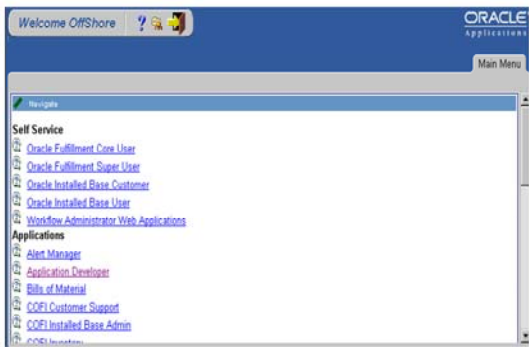 Welcome OffShore
?
ORACLE
Applications
Main Menu
Navigate
Self Service
Oracle Fulfillment Core User
Oracle Fulfillment Super User
Oracle Installed Base Customer
Oracle Installed Base User
Workflow Administrator Web Applications
Applications
Alert Manager
Application Developer
Bills of Material
COFI Customer Support
COFI Installed Base Admin
COFI Inventory